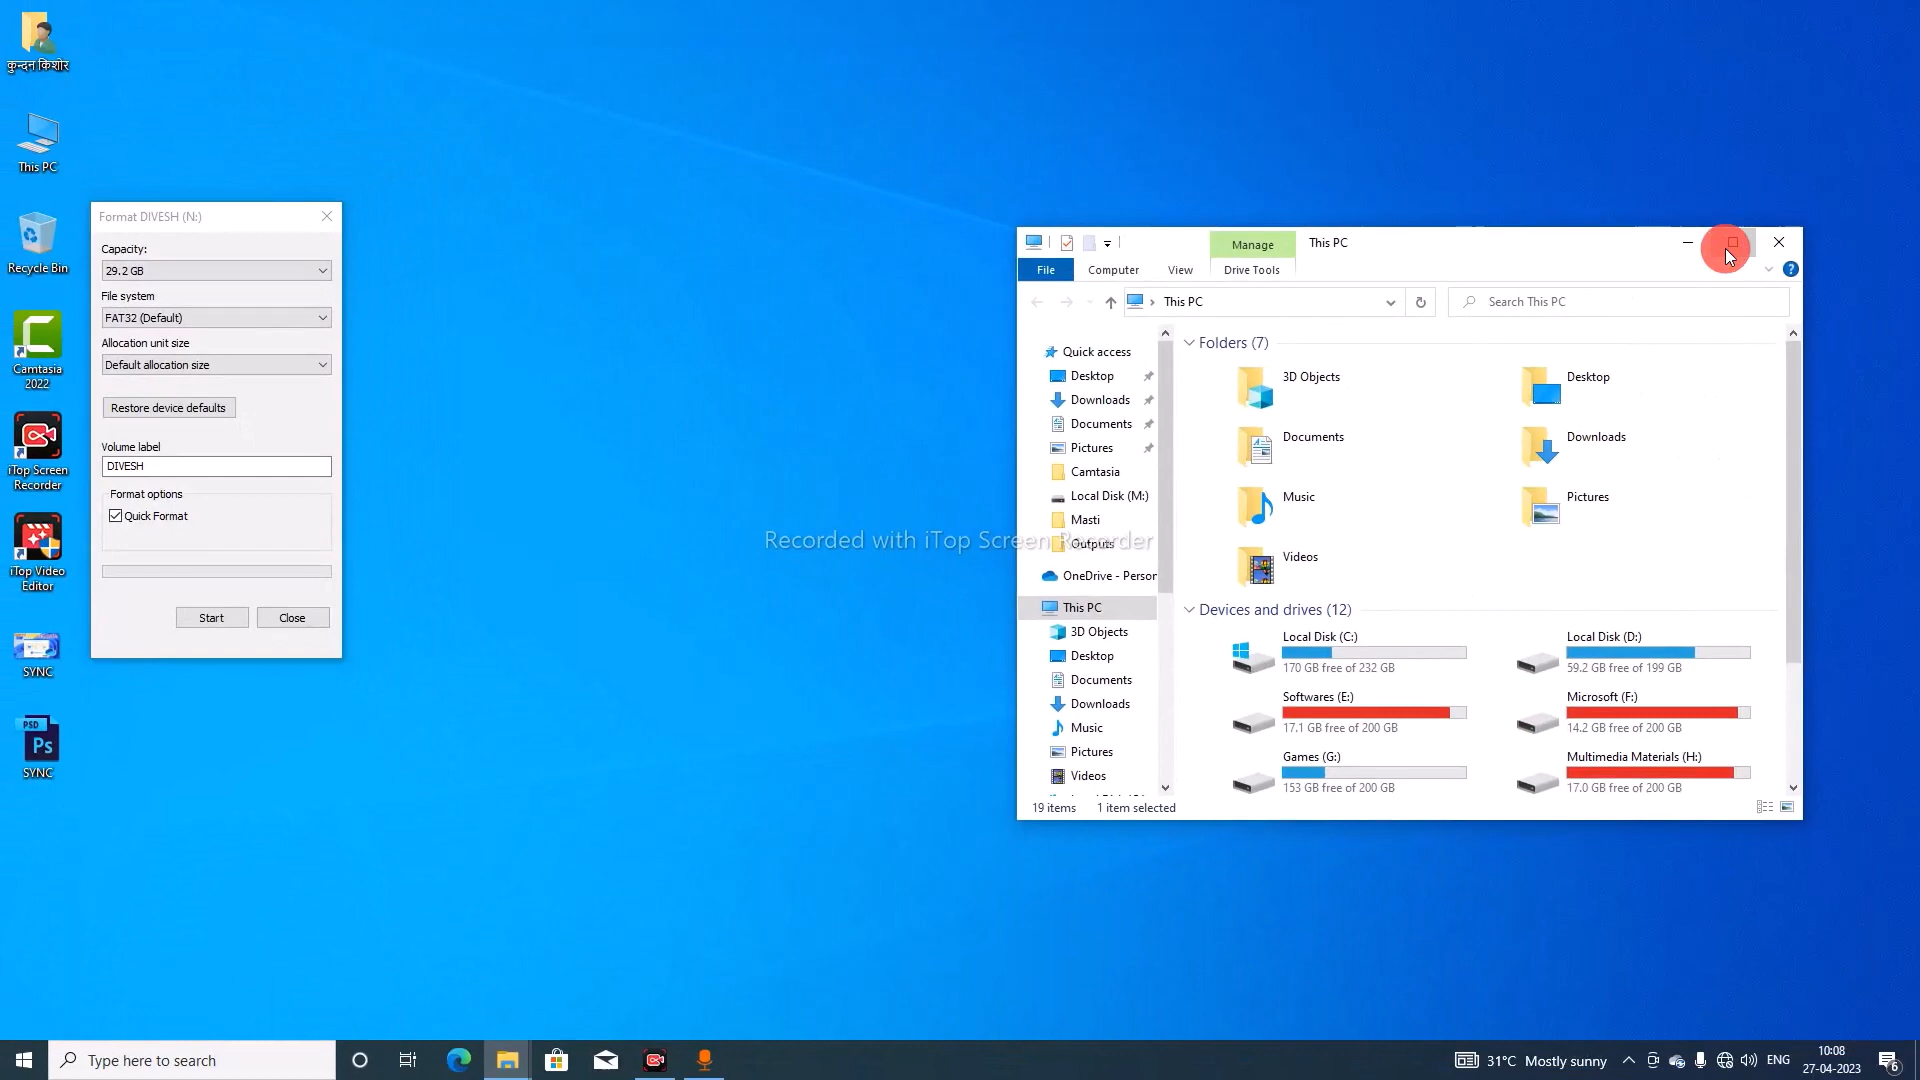 कुन्दन किशोर
This PC
Recycle Bin
Camtasia
2022
iTop Screen
Recorder
iTop Video
Editor
SYNC
PSD
Ps
SYNC
Format DIVESH (N:)
Capacity:
29.2 GB
File system
FAT32 (Default)
Allocation unit size
Default allocation size
Restore device defaults
Volume label
DIVESH
Format options
Quick Format
Start
Close
Recorded with iTop Screen Recorder
Manage
This PC
File
Computer
View
Drive Tools
This PC
Search This PC
Quick access
Desktop
Downloads
Documents
Pictures
Camtasia
Local Disk (M:)
Masti
Outputs
OneDrive - Person
This PC
3D Objects
Desktop
Documents
Downloads
Music
Pictures
Videos
Folders (7)
3D Objects
Desktop
Documents
Downloads
Music
Pictures
Videos
Devices and drives (12)
Local Disk (C:)
170 GB free of 232 GB
Local Disk (D:)
59.2 GB free of 199 GB
Softwares (E:)
17.1 GB free of 200 GB
Microsoft (F:)
14.2 GB free of 200 GB
Games (G:)
153 GB free of 200 GB
Multimedia Materials (H:)
17.0 GB free of 200 GB
19 items
1 item selected
Type here to search
31°C Mostly sunny
ENG
10:08
27-04-2023
6